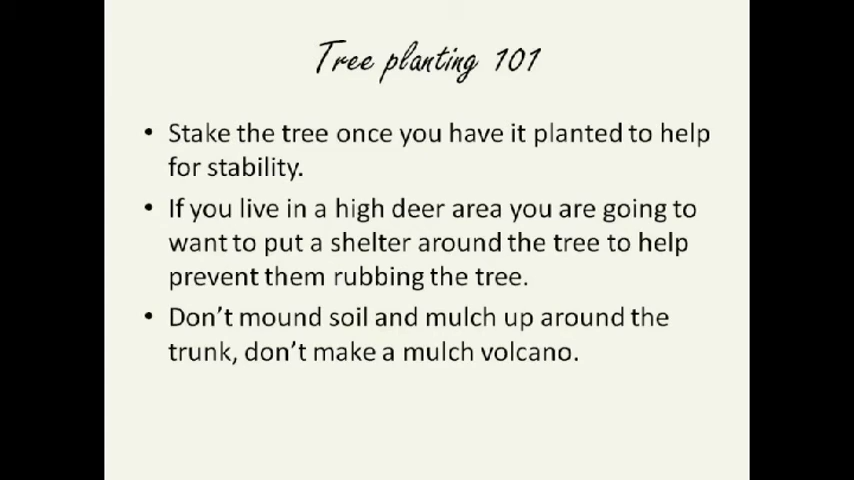 Tree planting 101
• Stake the tree once you have it planted to help
for stability.
• If you live in a high deer area you are going to
want to put a shelter around the tree to help
prevent them rubbing the tree.
• Don't mound soil and mulch up around the
trunk, don't make a mulch volcano.